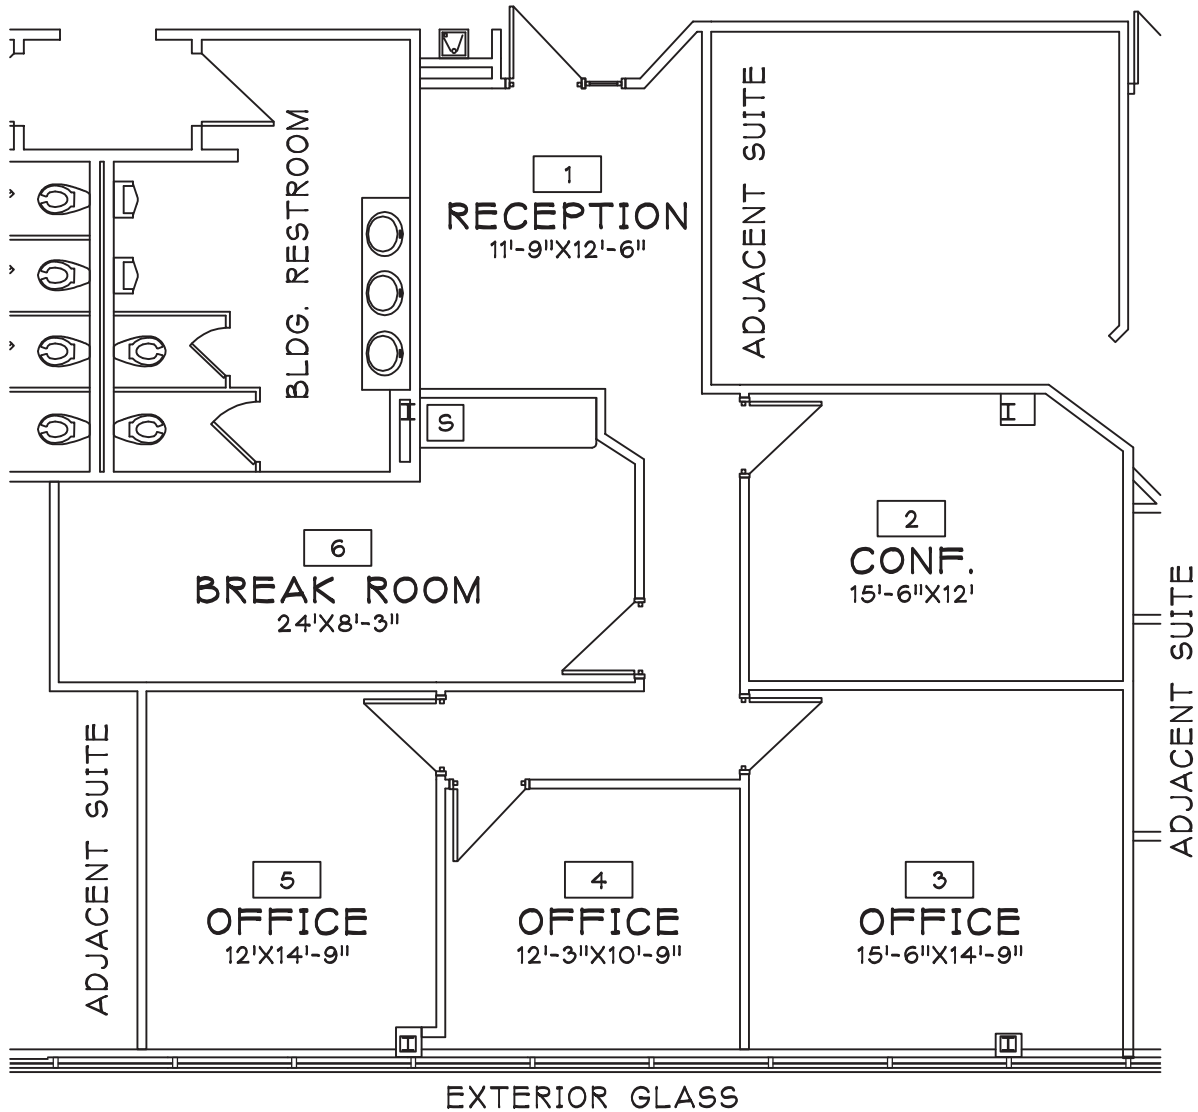 BLDG. RESTROOM
1
RECEPTION
11'-9"X12'-6"
ADJACENT SUITE
S
I
I
2
CONF.
15'-6"X12'
6
BREAK ROOM
24'X8'-3"
ADJACENT SUITE
ADJACENT SUITE
5
OFFICE
12'X14'-9"
4
OFFICE
12'-3"X10'-9"
3
OFFICE
15'-6"X14'-9"
I
I
EXTERIOR GLASS